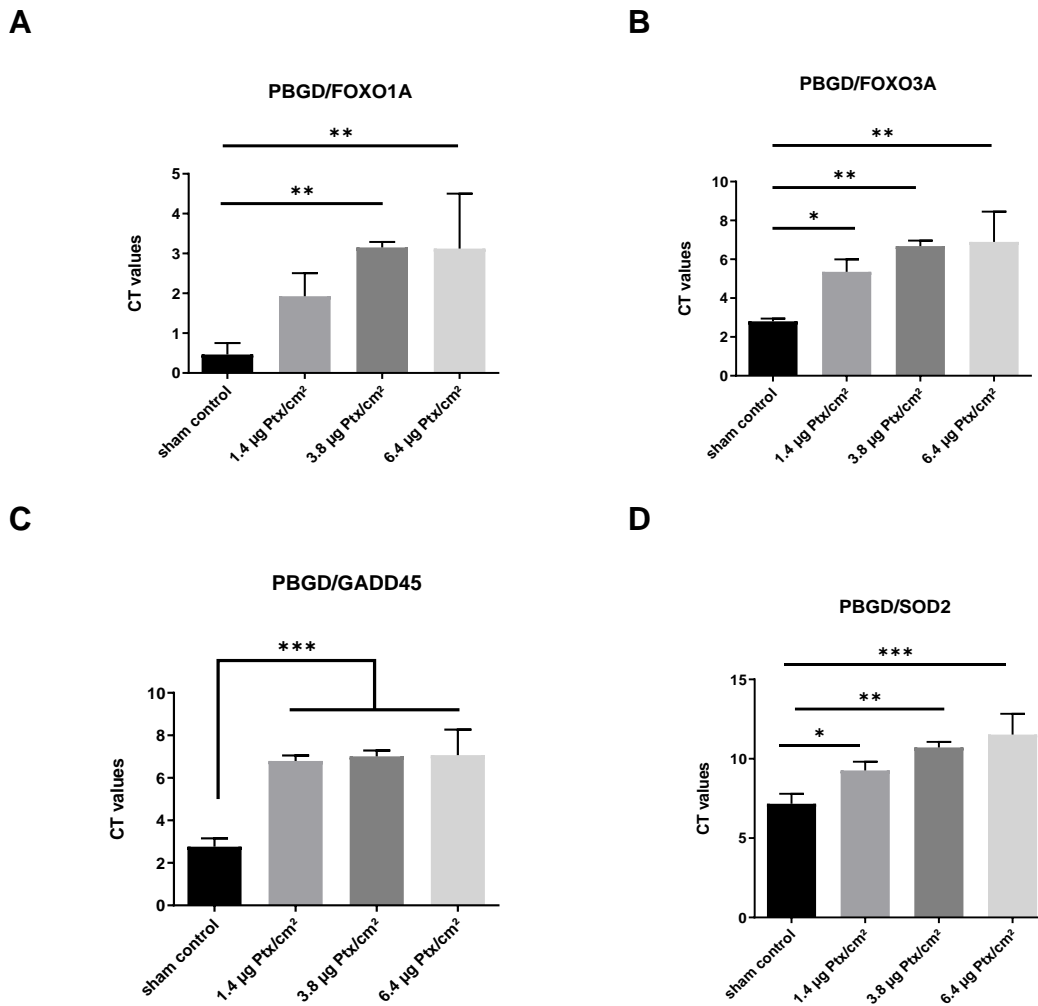 A
PBGD/FOXO1A
**
**
5
4
3
2
1
0
CT values
sham control
1.4 µg Ptx/cm²
3.8 µg Ptx/cm²
6.4 µg Ptx/cm²
B
PBGD/FOXO3A
**
**
*
10
8
6
4
2
0
CT values
sham control
1.4 µg Ptx/cm²
3.8 µg Ptx/cm²
6.4 µg Ptx/cm²
C
PBGD/GADD45
***
10
8
6
4
2
0
CT values
sham control
1.4 µg Ptx/cm²
3.8 µg Ptx/cm²
6.4 µg Ptx/cm²
D
PBGD/SOD2
***
**
*
15
10
5
0
CT values
sham control
1.4 µg Ptx/cm²
3.8 µg Ptx/cm²
6.4 µg Ptx/cm²